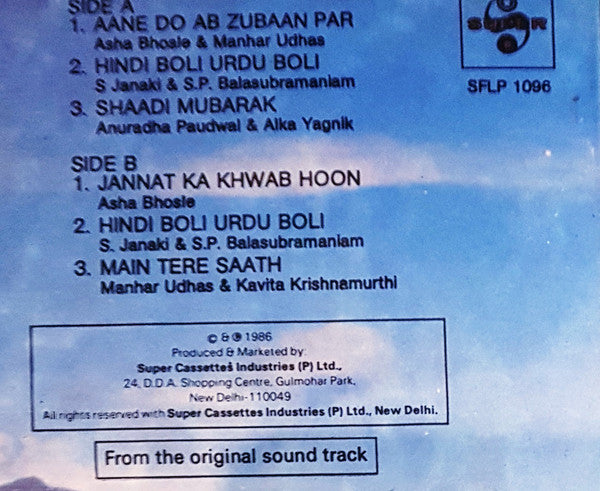 SIDE A
1. AANE DO AB ZUBAAN PAR
Asha Bhosle & Manhar Udhas
2. HINDI BOLI URDU BOLI
S Janaki & S.P. Balasubramaniam
3. SHAADI MUBARAK
Anuradha Paudwal & Alka Yagnik
SUPER
SFLP 1096
SIDE B
1. JANNAT KA KHWAB HOON
Asha Bhosle
2. HINDI BOLI URDU BOLI
S. Janaki & S.P. Balasubramaniam
3. MAIN TERE SAATH
Manhar Udhas & Kavita Krishnamurthi
© & ℗ 1986
Produced & Marketed by:
Super Cassettes Industries (P) Ltd.,
24, D.D.A. Shopping Centre, Gulmohar Park,
New Delhi-110049
All rights reserved with Super Cassettes Industries (P) Ltd., New Delhi.
From the original sound track